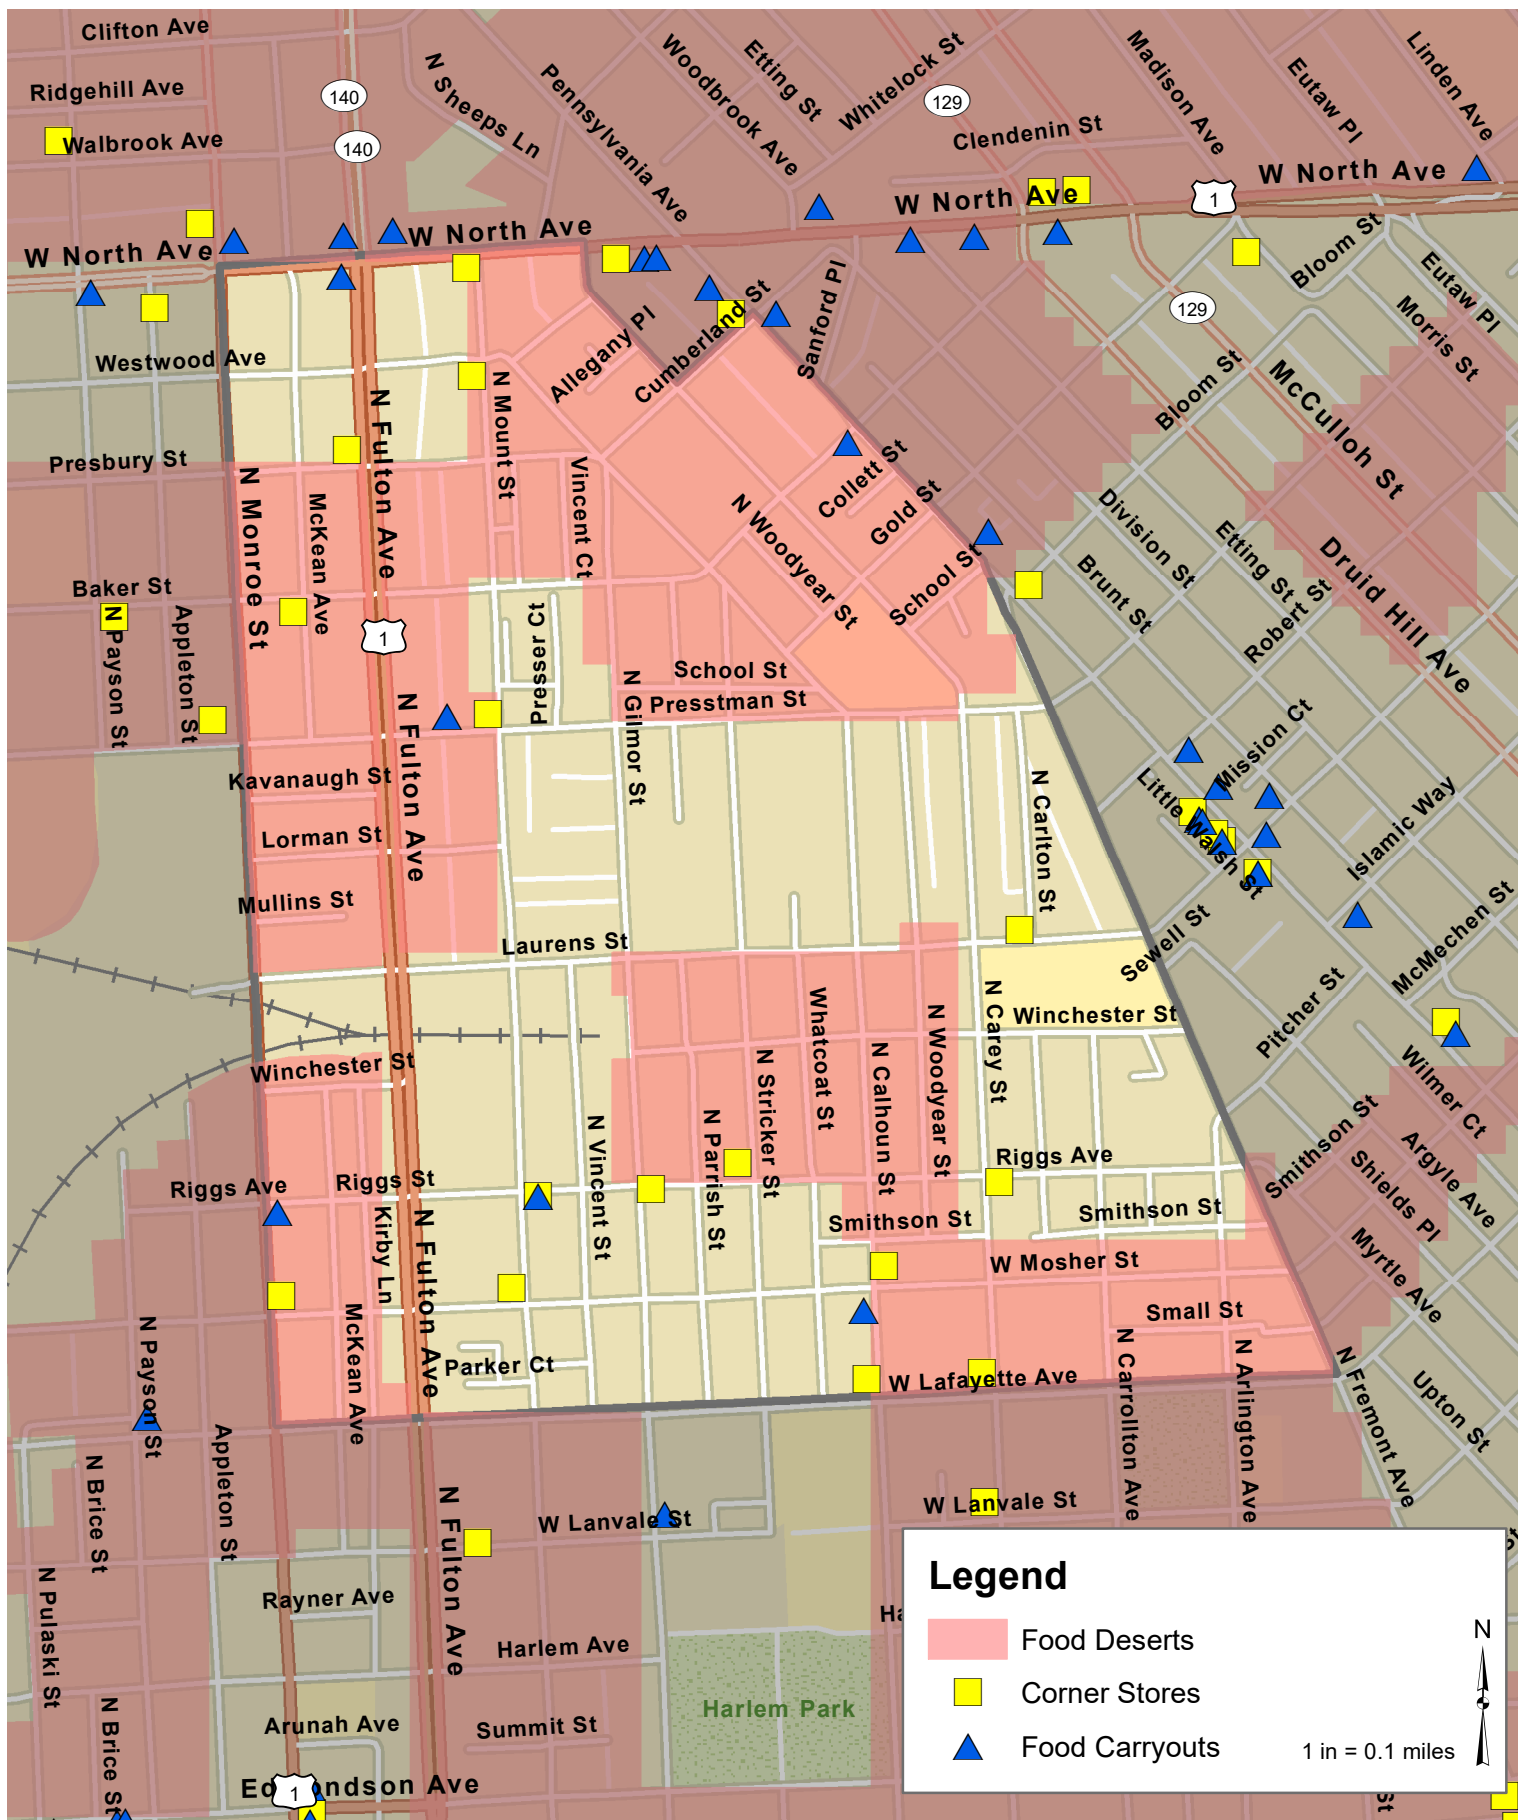 Clifton Ave
Ridgehill Ave
Walbrook Ave
140
140
N Sheeps Ln
Pennsylvania Ave
Woodbrook Ave
Etting St
Whitelock St
129
Clendenin St
Madison Ave
Eutaw Pl
Linden Ave
W North Ave
W North Ave
W North Ave
W North Ave
1
Bloom St
Eutaw Pl
Morris St
129
Sanford Pl
Cumberland St
Allegany Pl
Westwood Ave
N Fulton Ave
N Mount St
Bloom St
McCulloh St
Presbury St
N Monroe St
McKean Ave
Vincent Ct
N Woodyear St
Collett St
Gold St
School St
Division St
Etting St
Brunt St
Robert St
Druid Hill Ave
Baker St
N Payson St
Appleton St
1
Presser Ct
School St
Presstman St
N Gilmor St
N Fulton Ave
Kavanaugh St
Lorman St
Mullins St
N Carlton St
Mission Ct
Little Walsh St
Islamic Way
Sewell St
McMechen St
Pitcher St
Laurens St
Winchester St
N Carey St
Whatcoat St
N Woodyear St
N Calhoun St
N Stricker St
N Parrish St
N Vincent St
Winchester St
Wilmer Ct
Smithson St
Argyle Ave
Shields Pl
Myrtle Ave
Riggs Ave
Riggs St
Riggs Ave
Kirby Ln
N Fulton Ave
Smithson St
Smithson St
W Mosher St
Small St
McKean Ave
N Payson St
Parker Ct
W Lafayette Ave
N Carrollton Ave
N Arlington Ave
N Fremont Ave
Upton St
N Brice St
Appleton St
N Fulton Ave
W Lanvale St
W Lanvale St
N Pulaski St
Rayner Ave
Harlem Ave
Harlem Park
N Brice St
Arunah Ave
Summit St
1
Legend
Food Deserts
Corner Stores
Food Carryouts
N
1 in = 0.1 miles